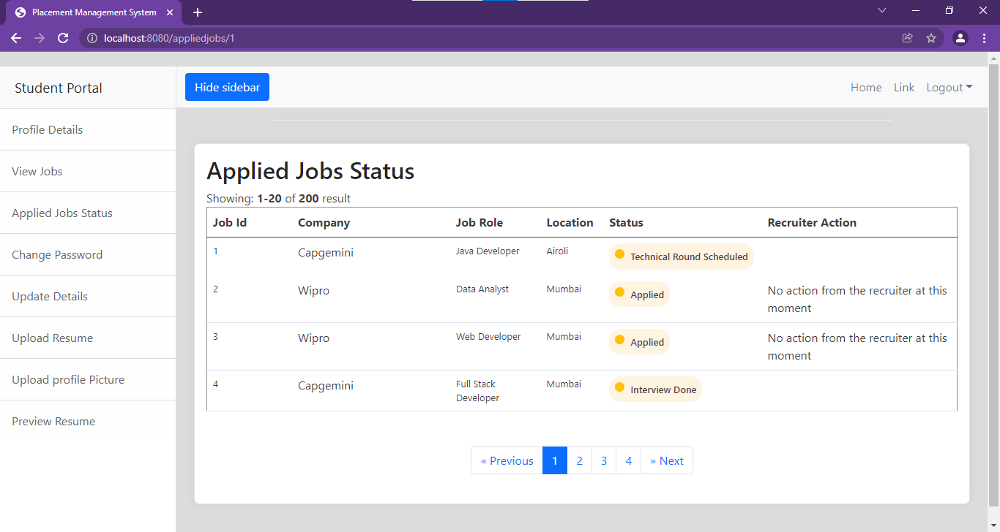 Placement Management System
localhost:8080/appliedjobs/1
Student Portal
Hide sidebar
Home Link Logout
Profile Details
View Jobs
Applied Jobs Status
Change Password
Update Details
Upload Resume
Upload profile Picture
Preview Resume
Applied Jobs Status
Showing: 1-20 of 200 result
Job Id Company Job Role Location Status Recruiter Action
1 Capgemini Java Developer Airoli Technical Round Scheduled
2 Wipro Data Analyst Mumbai Applied No action from the recruiter at this
moment
3 Wipro Web Developer Mumbai Applied No action from the recruiter at this
moment
4 Capgemini Full Stack Mumbai Interview Done
Developer
« Previous 1 2 3 4 » Next